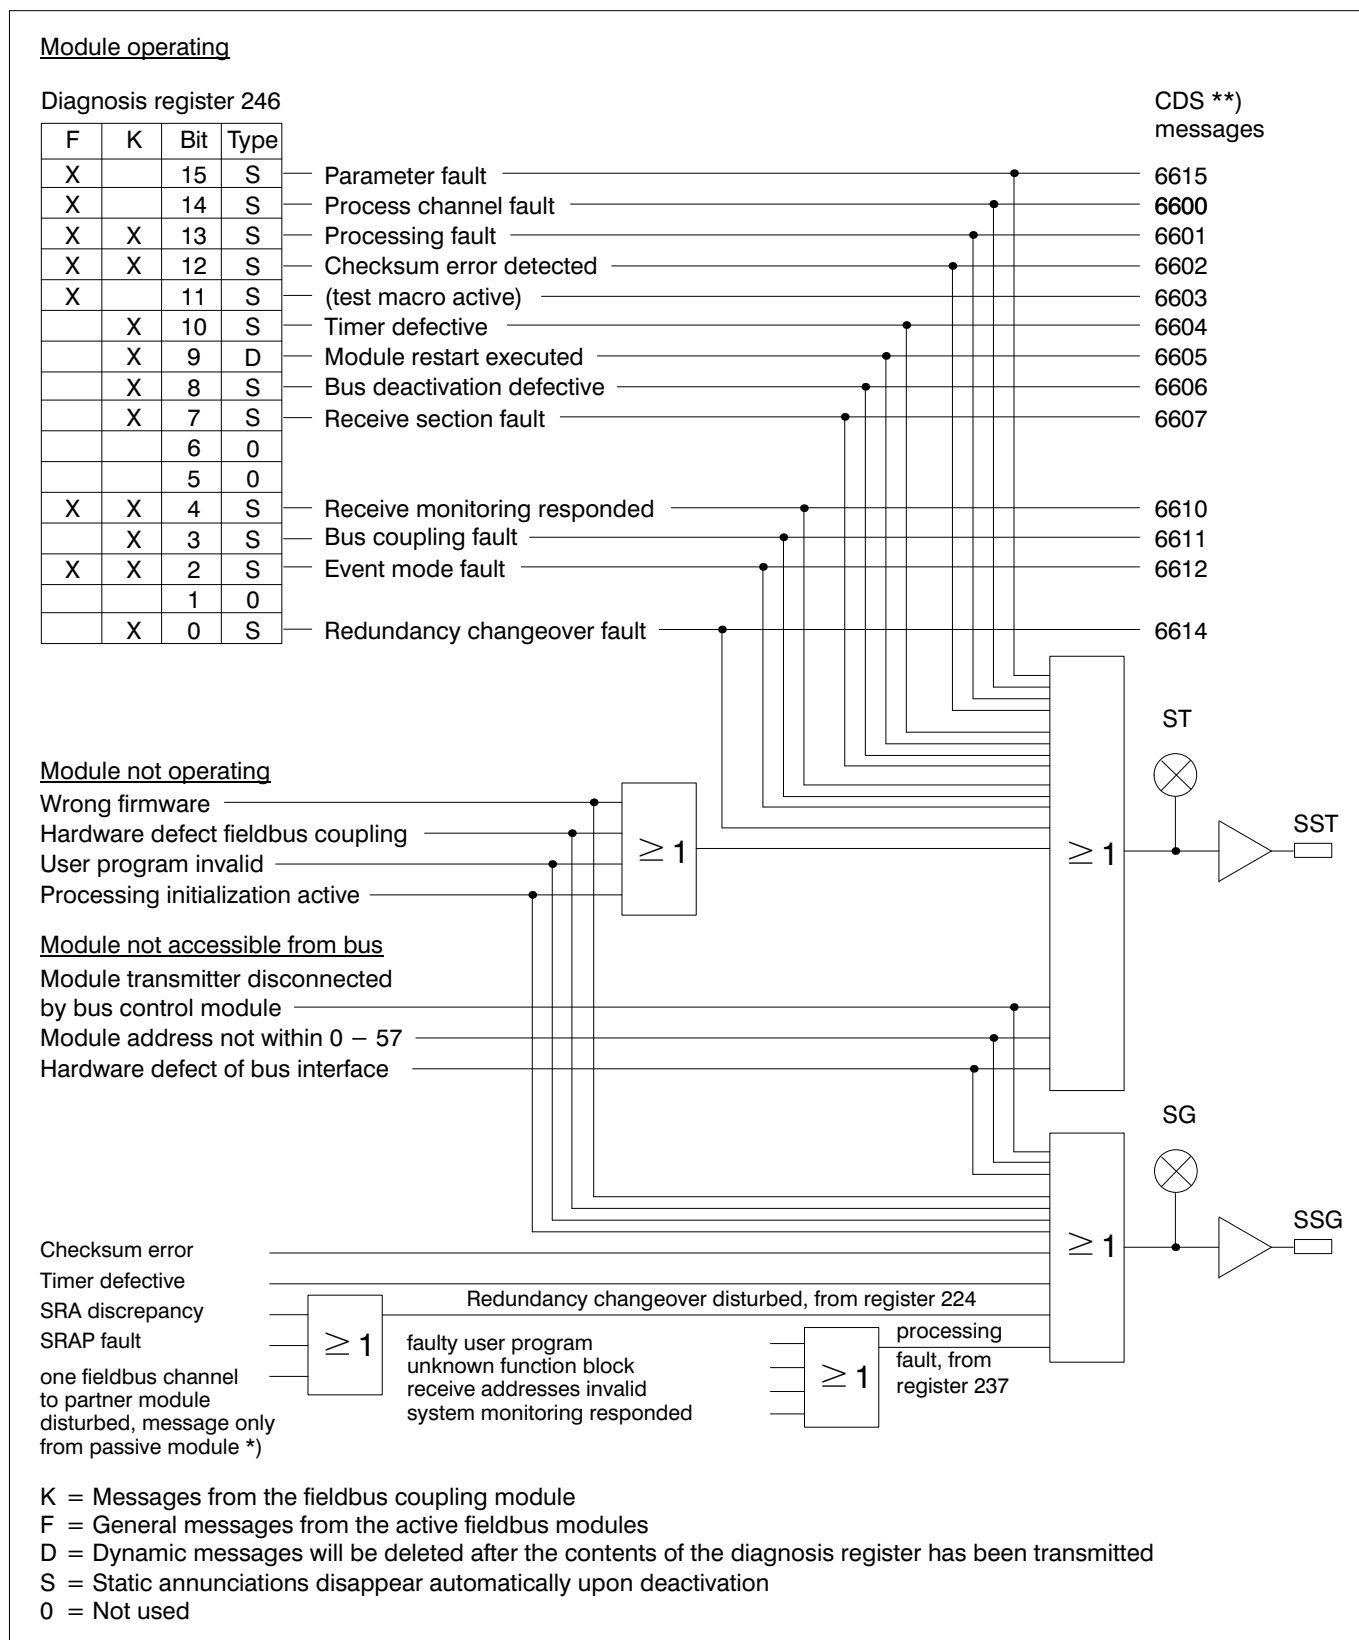 Module operating
Diagnosis register 246
CDS **)
messages
F K Bit Type
X 15 S Parameter fault 6615
X 14 S Process channel fault 6600
X X 13 S Processing fault 6601
X X 12 S Checksum error detected 6602
X 11 S (test macro active) 6603
X 10 S Timer defective 6604
X 9 D Module restart executed 6605
X 8 S Bus deactivation defective 6606
X 7 S Receive section fault 6607
6 0
5 0
X X 4 S Receive monitoring responded 6610
X 3 S Bus coupling fault 6611
X X 2 S Event mode fault 6612
1 0
X 0 S Redundancy changeover fault 6614
ST
Module not operating
Wrong firmware
Hardware defect fieldbus coupling
User program invalid
Processing initialization active
≥ 1
≥ 1
SST
Module not accessible from bus
Module transmitter disconnected
by bus control module
Module address not within 0 – 57
Hardware defect of bus interface
SG
≥ 1
SSG
Checksum error
Timer defective
SRA discrepancy
SRAP fault
one fieldbus channel
to partner module
disturbed, message only
from passive module *)
≥ 1
Redundancy changeover disturbed, from register 224
faulty user program
unknown function block
receive addresses invalid
system monitoring responded
≥ 1
processing
fault, from
register 237
K = Messages from the fieldbus coupling module
F = General messages from the active fieldbus modules
D = Dynamic messages will be deleted after the contents of the diagnosis register has been transmitted
S = Static annunciations disappear automatically upon deactivation
0 = Not used